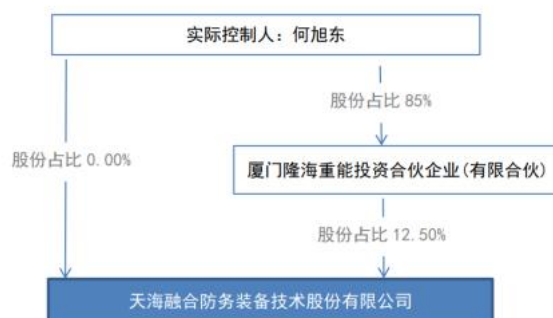 实际控制人：何旭东
股份占比 85%
股份占比 0.00%
厦门隆海重能投资合伙企业(有限合伙)
股份占比 12.50%
天海融合防务装备技术股份有限公司